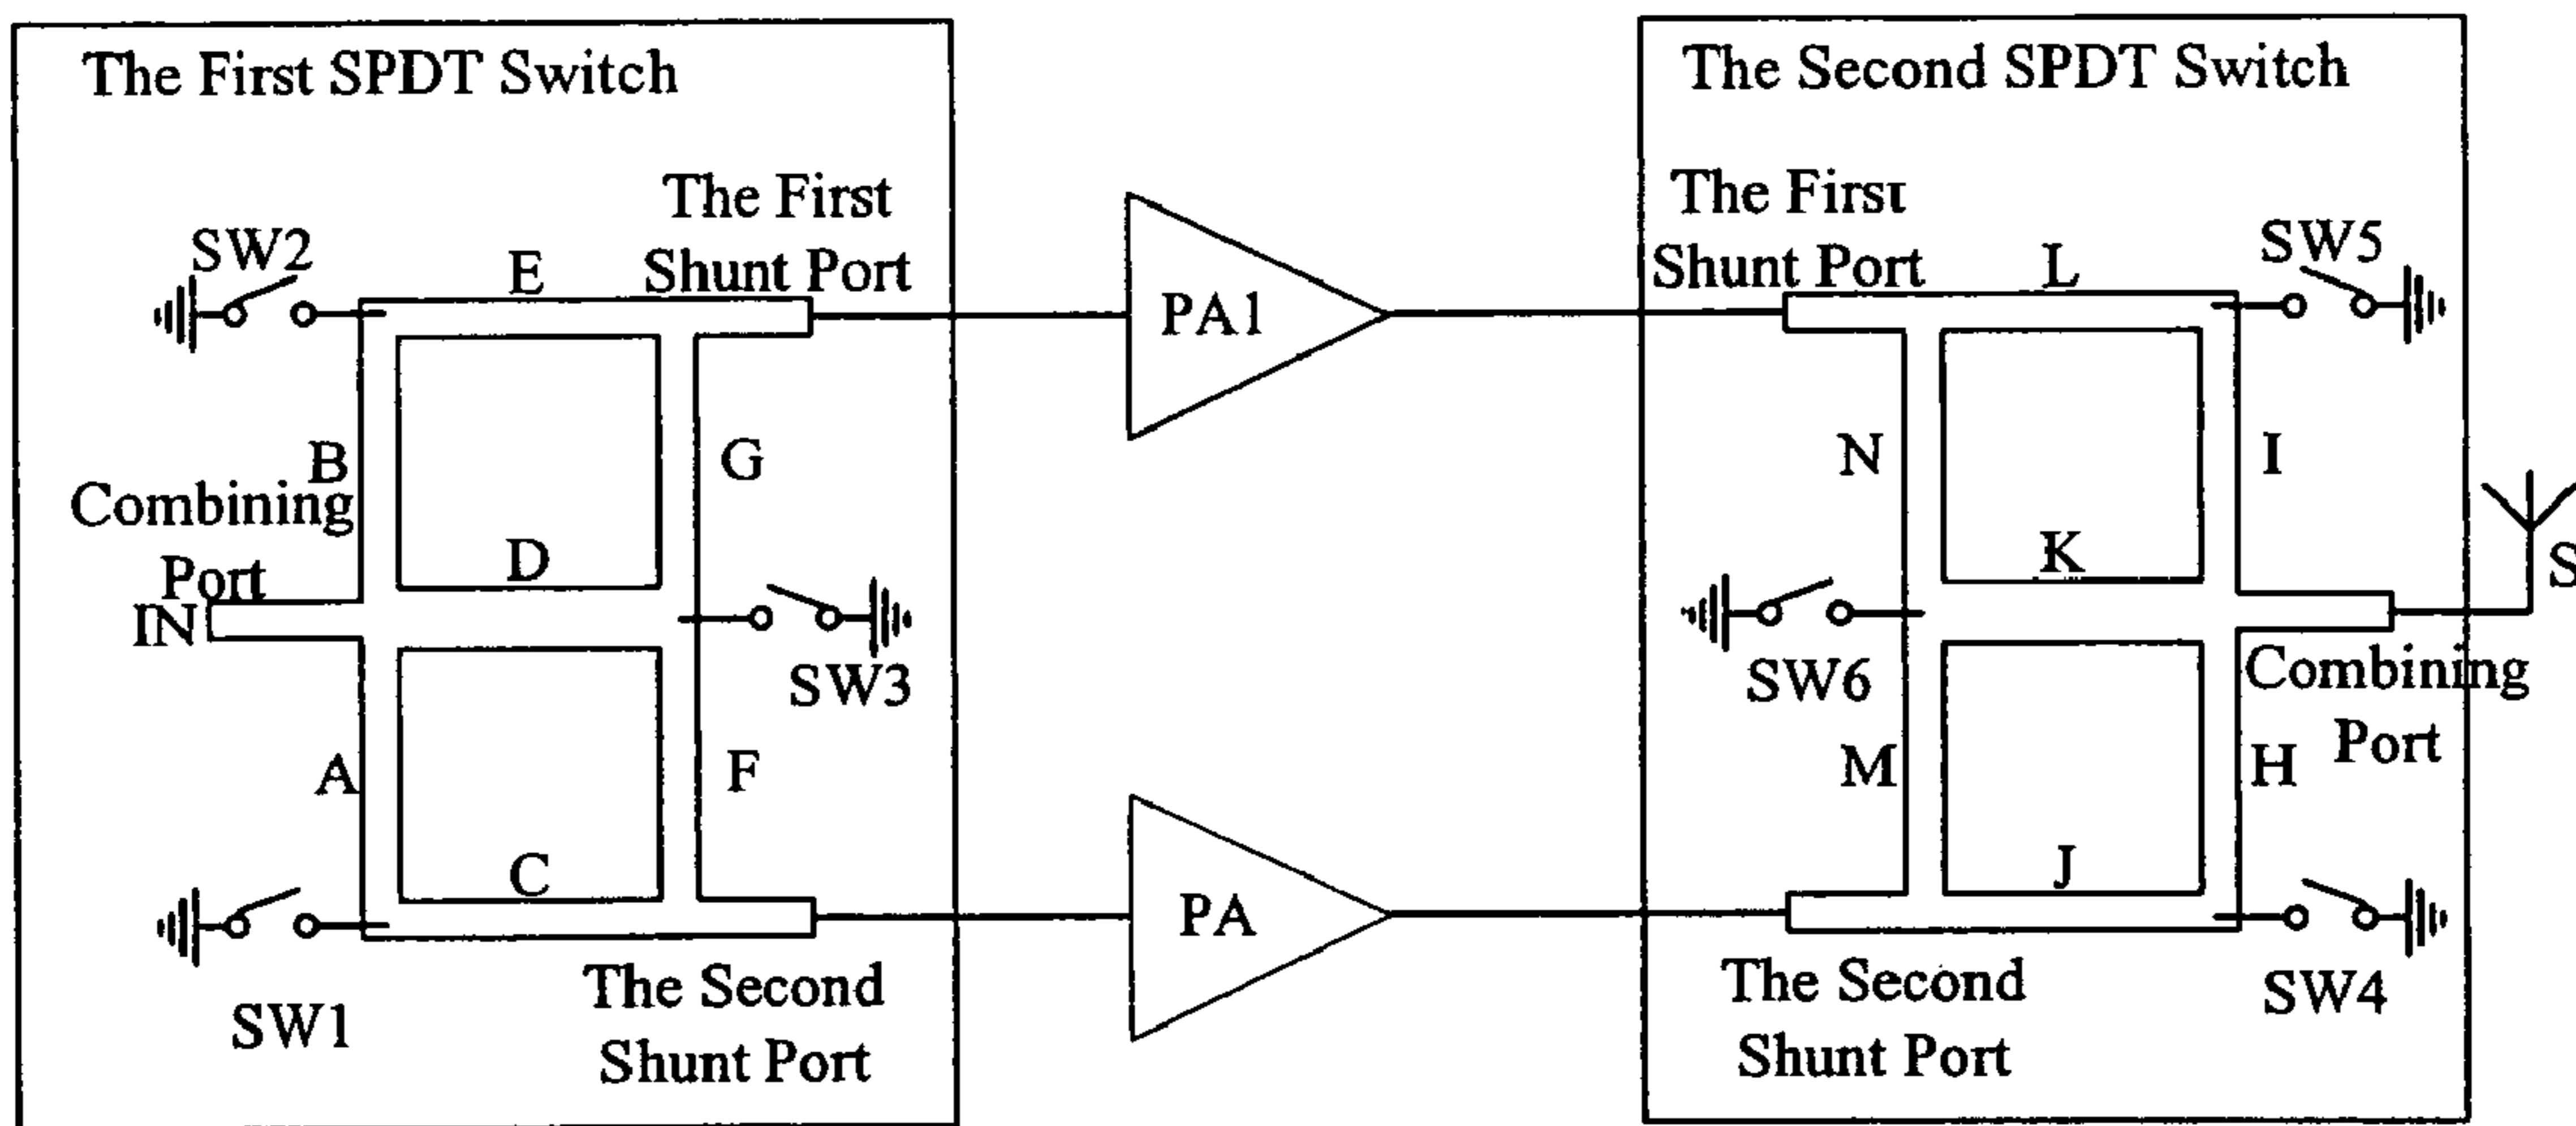 The First SPDT Switch
The First
Shunt Port
SW2
E
B
G
Combining
Port
IN
D
SW3
A
F
C
SW1
The Second
Shunt Port
PA1
PA
The Second SPDT Switch
The First
Shunt Port
L
SW5
N
I
K
SW6
S
Combining
Port
M
H
J
The Second
Shunt Port
SW4